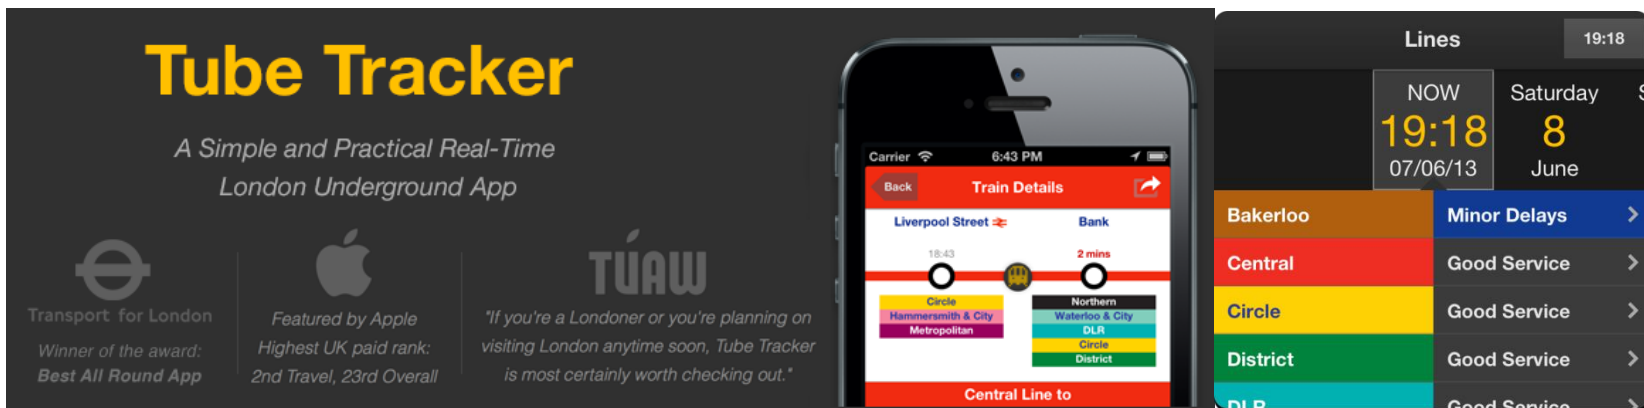 Tube Tracker
A Simple and Practical Real-Time
London Underground App
Transport for London
Winner of the award:
Best All Round App
Featured by Apple
Highest UK paid rank:
2nd Travel, 23rd Overall
TUAW
"If you're a Londoner or you're planning on
visiting London anytime soon, Tube Tracker
is most certainly worth checking out."
Carrier 6:43 PM
Back Train Details
Liverpool Street Bank
18:43 2 mins
Circle
Hammersmith & City
Metropolitan
Northern
Waterloo & City
DLR
Circle
District
Central Line to
Lines 19:18
NOW
19:18
07/06/13
Saturday
8
June
Bakerloo Minor Delays
Central Good Service
Circle Good Service
District Good Service
DLR Good Service